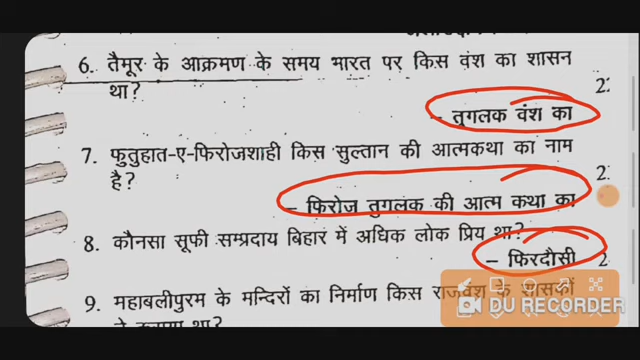 6. तैमूर के आक्रमण के समय भारत पर किस वंश का शासन
था?
2
– तुगलक वंश का
7. फुतुहात-ए-फिरोजशाही किस सुल्तान की आत्मकथा का नाम
है?
2
– फिरोज तुगलक की आत्म कथा का
8. कौनसा सूफी सम्प्रदाय बिहार में अधिक लोक प्रिय था?
– फिरदौसी
2
9. महाबलीपुरम के मन्दिरों का निर्माण किस राजवंश के शासकों
DU RECORDER